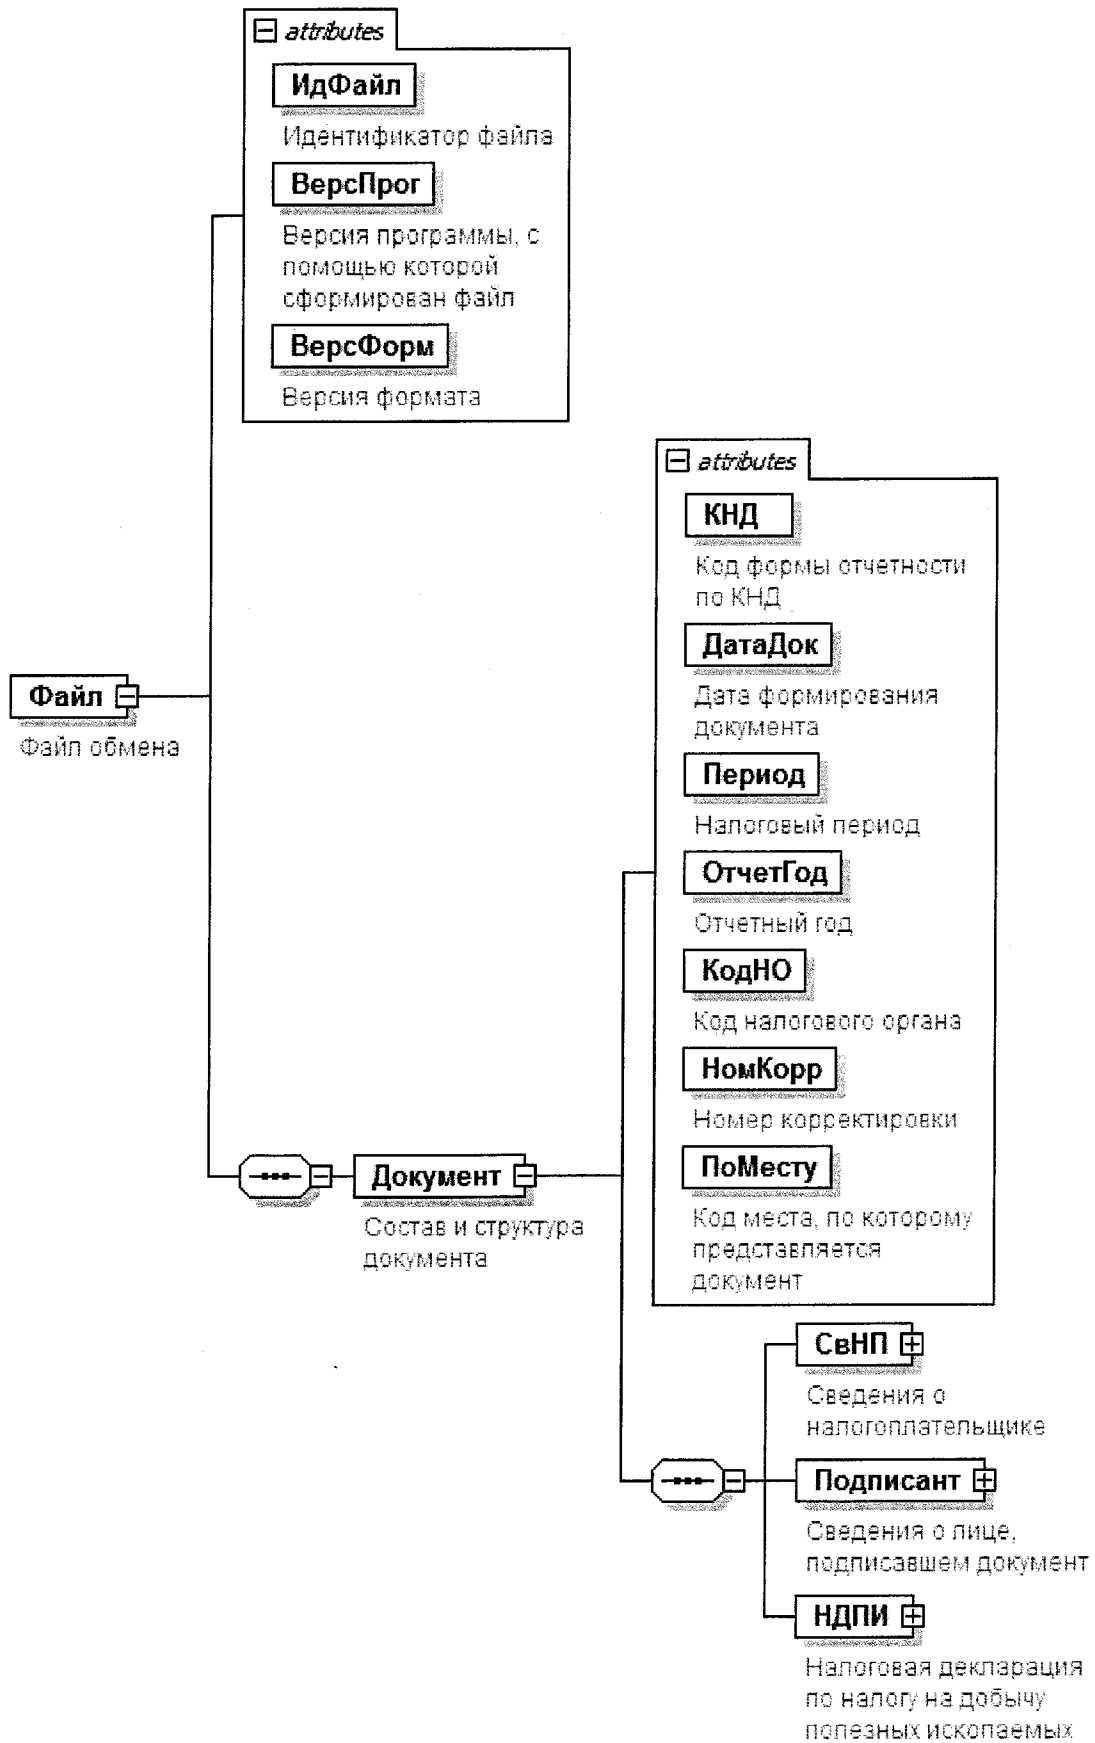 attributes
ИдФайл
Идентификатор файла
ВерсПрог
Версия программы, с
помощью которой
сформирован файл
ВерсФорм
Версия формата
attributes
КНД
Код формы отчетности
по КНД
ДатаДок
Дата формирования
документа
Файл
Файл обмена
Период
Налоговый период
ОтчетГод
Отчетный год
КодНО
Код налогового органа
НомКорр
Номер корректировки
ПоМесту
Код места, по которому
представляется
документ
Документ
Состав и структура
документа
СвНП
Сведения о
налогоплательщике
Подписант
Сведения о лице,
подписавшем документ
НДПИ
Налоговая декларация
по налогу на добычу
полезных ископаемых